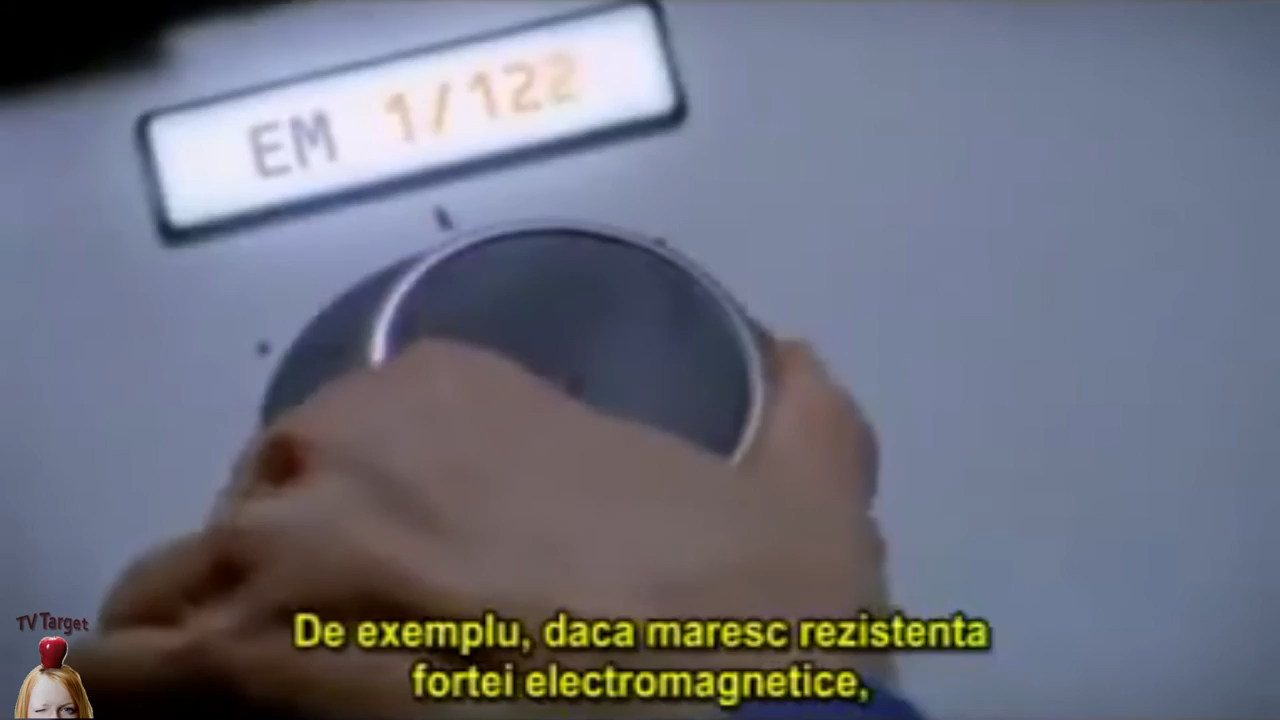 EM 1/122
TV Target
De exemplu, daca maresc rezistenta
fortei electromagnetice,